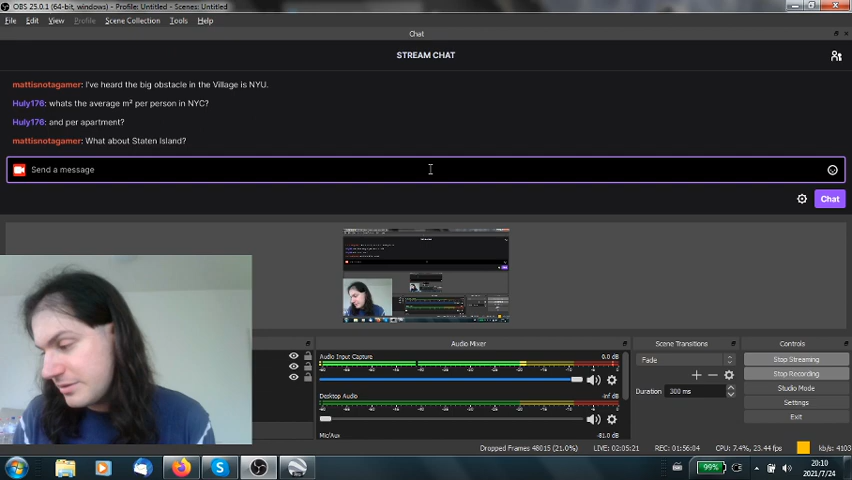 OBS 25.0.1 (64-bit, windows) - Profile: Untitled - Scenes: Untitled
File Edit View Profile Scene Collection Tools Help
Chat
STREAM CHAT
mattisnotagamer: I've heard the big obstacle in the Village is NYU.
Huly176: whats the average m² per person in NYC?
Huly176: and per apartment?
mattisnotagamer: What about Staten Island?
Send a message
Chat
Audio Mixer
Scene Transitions
Controls
Audio Input Capture 0.0 dB
Fade
Stop Streaming
Stop Recording
Desktop Audio -inf dB
Duration 300 ms
Studio Mode
Settings
Mic/Aux -81.0 dB
Exit
Dropped Frames 48015 (21.0%) LIVE: 02:05:21 REC: 01:56:04 CPU: 7.4%, 23.44 fps kb/s: 4103
99%
20:10
2021/7/24